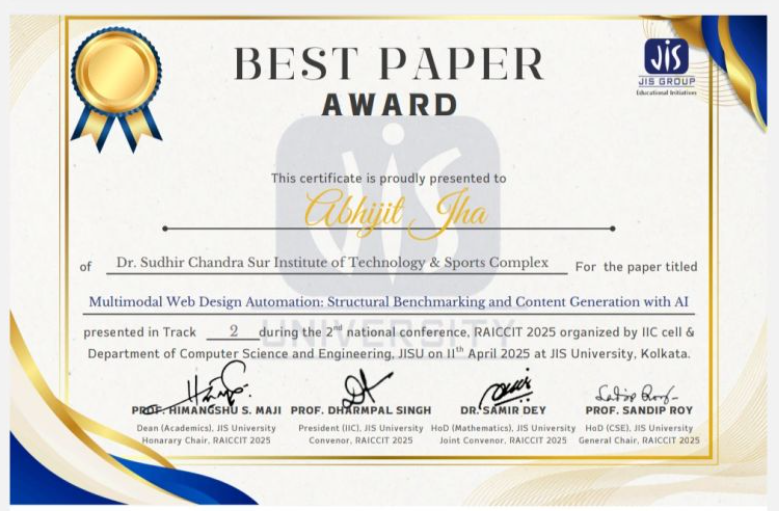 BEST PAPER
AWARD
JIS
JIS GROUP
Educational Initiatives
This certificate is proudly presented to
Abhijit Jha
of Dr. Sudhir Chandra Sur Institute of Technology & Sports Complex For the paper titled
Multimodal Web Design Automation: Structural Benchmarking and Content Generation with AI
presented in Track 2 during the 2nd national conference, RAICCIT 2025 organized by IIC cell &
Department of Computer Science and Engineering, JISU on 11th April 2025 at JIS University, Kolkata.
JIS
UNIVERSITY
PROF. HIMANGSHU S. MAJI
Dean (Academics), JIS University
Honarary Chair, RAICCIT 2025
PROF. DHARMPAL SINGH
President (IIC), JIS University
Convenor, RAICCIT 2025
DR. SAMIR DEY
HoD (Mathematics), JIS University
Joint Convenor, RAICCIT 2025
PROF. SANDIP ROY
HoD (CSE), JIS University
General Chair, RAICCIT 2025